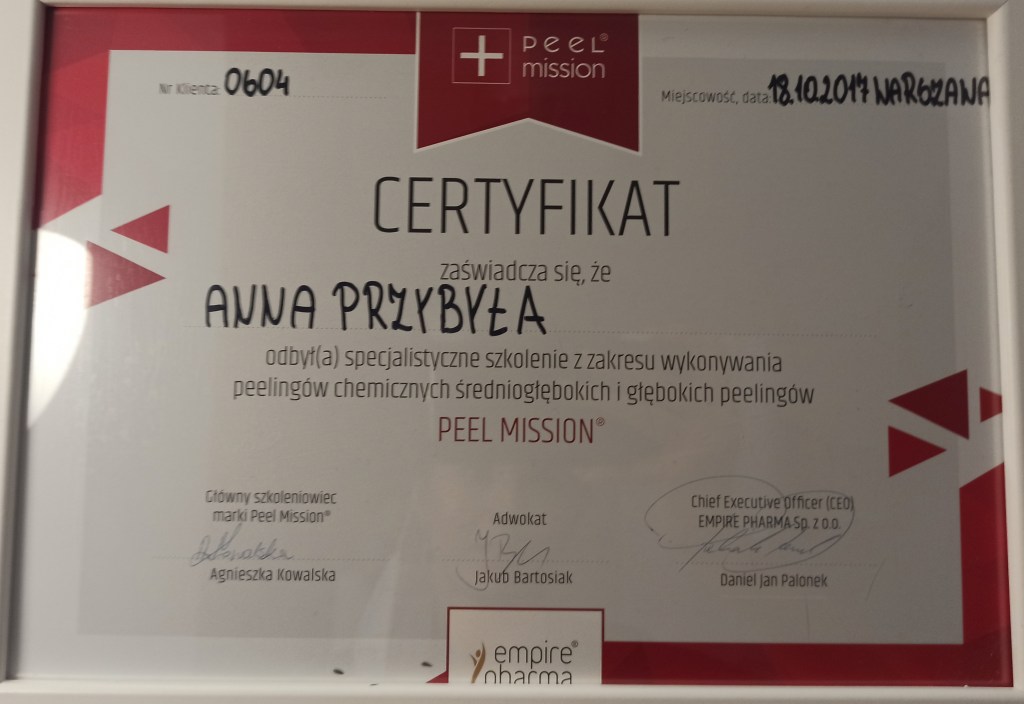 PEEL®
mission
Nr Klienta: 0604
Miejscowość, data: 18.10.2017 WARSZAWA
CERTYFIKAT
zaświadcza się, że
ANNA PRZYBYŁA
odbył(a) specjalistyczne szkolenie z zakresu wykonywania
peelingów chemicznych średniogłębokich i głębokich peelingów
PEEL MISSION®
Główny szkoleniowiec
marki Peel Mission®
Agnieszka Kowalska
Adwokat
Jakub Bartosiak
Chief Executive Officer (CEO)
EMPIRE PHARMA Sp. z o.o.
Daniel Jan Palonek
empire®
pharma